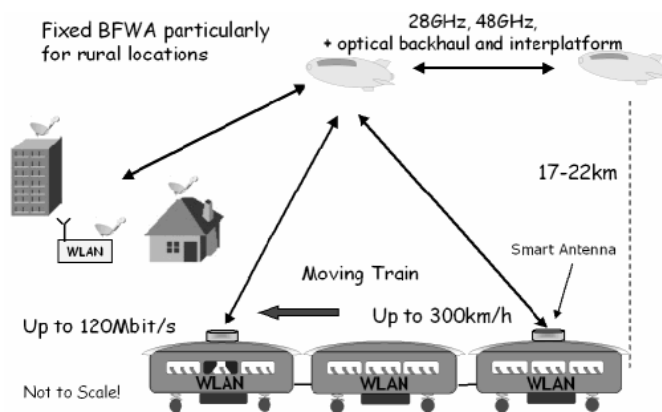 Fixed BFWA particularly
for rural locations
28GHz, 48GHz,
+ optical backhaul and interplatform
17-22km
WLAN
Smart Antenna
Moving Train
Up to 120Mbit/s
Up to 300km/h
WLAN
WLAN
WLAN
Not to Scale!